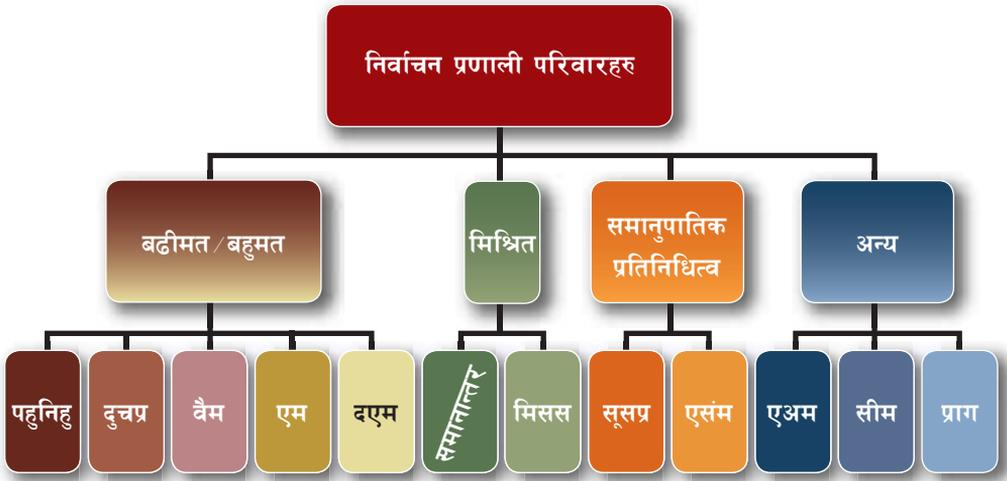 निर्वाचन प्रणाली परिवारहरु
बढीमत/बहुमत
मिश्रित
समानुपातिक
प्रतिनिधित्व
अन्य
पहुनिहु
दुचप्र
वैम
एम
दएम
समानान्तर
मिसस
सूसप्र
एसंम
एअम
सीम
प्राग